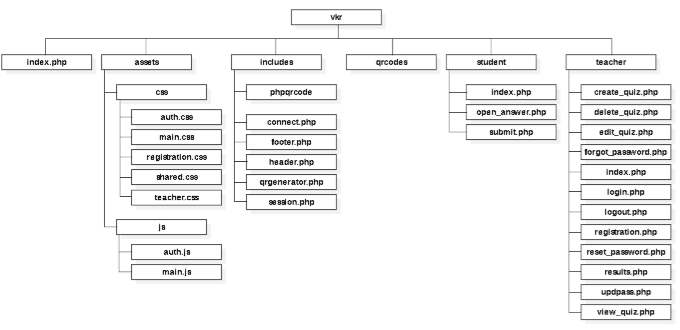 vkr
index.php
assets
includes
qrcodes
student
teacher
css
auth.css
main.css
registration.css
shared.css
teacher.css
js
auth.js
main.js
phpqrcode
connect.php
footer.php
header.php
qrgenerator.php
session.php
index.php
open_answer.php
submit.php
create_quiz.php
delete_quiz.php
edit_quiz.php
forgot_password.php
index.php
login.php
logout.php
registration.php
reset_password.php
results.php
updpass.php
view_quiz.php